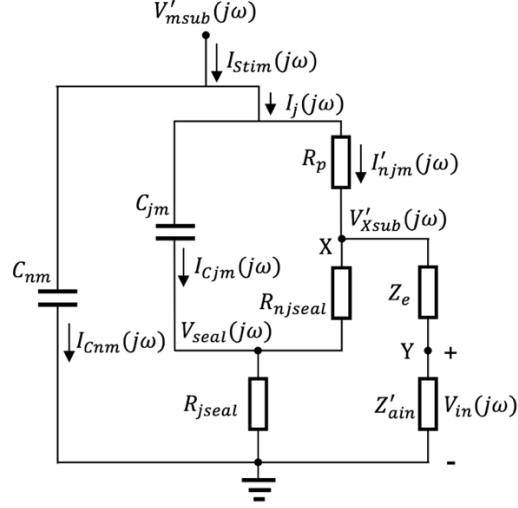 V'msub(jω)
IStim(jω)
Ij(jω)
Rp
I'njm(jω)
Cjm
V'Xsub(jω)
X
ICjm(jω)
Cnm
Rnjseal
Ze
ICnm(jω)
Vseal(jω)
Y
+
Rjseal
Z'ain
Vin(jω)
-